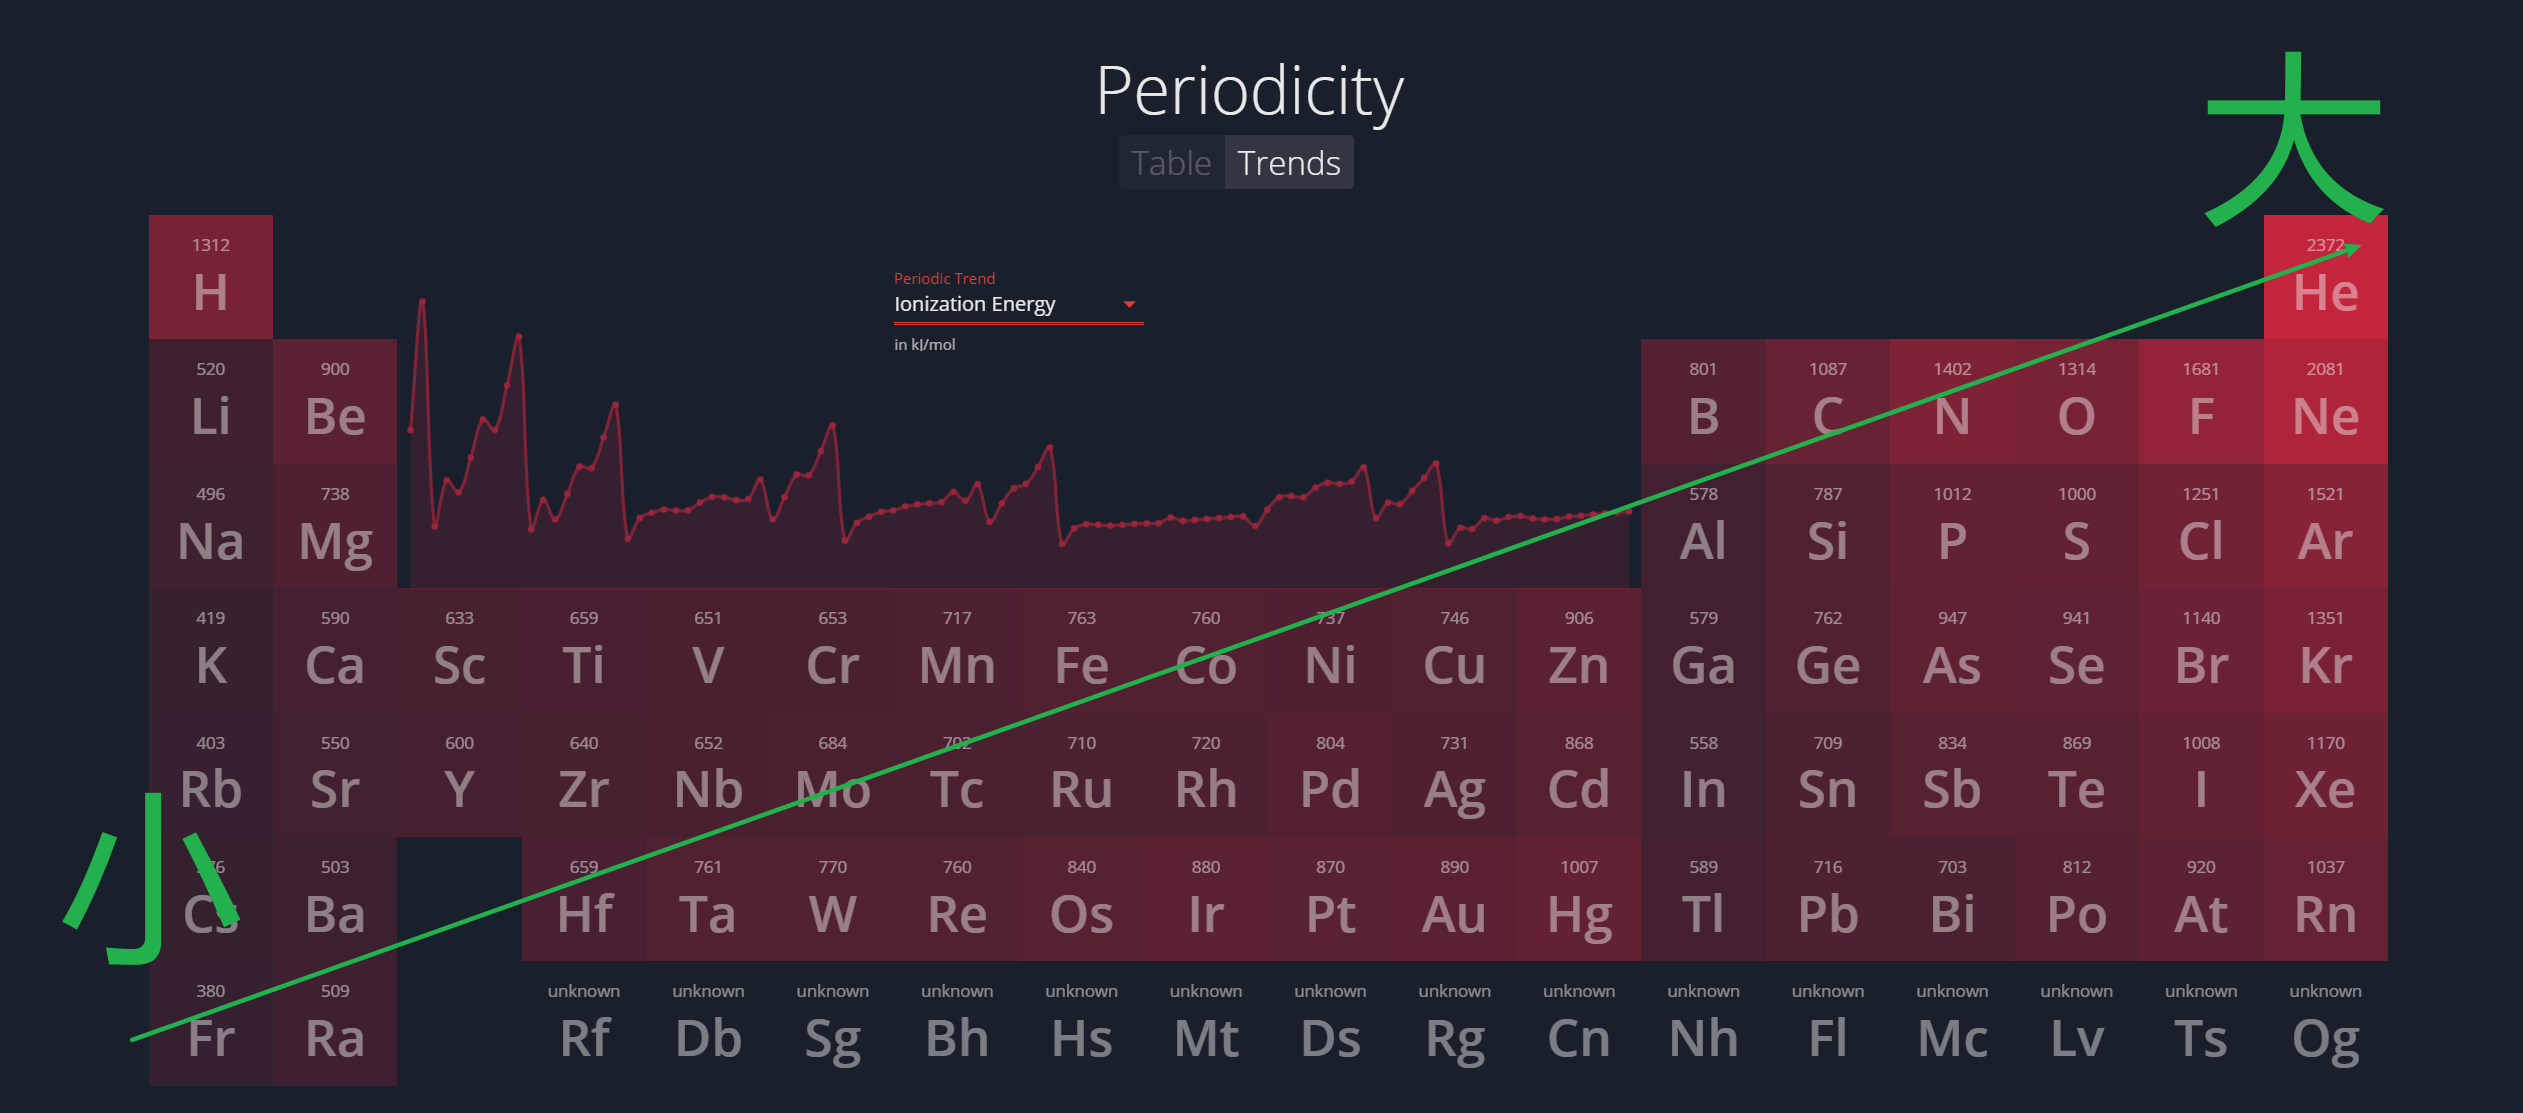 Periodicity
Table Trends
大
Periodic Trend
Ionization Energy
in kJ/mol
1312 2372
H He
520 900 801 1087 1402 1314 1681 2081
Li Be B C N O F Ne
496 738 578 787 1012 1000 1251 1521
Na Mg Al Si P S Cl Ar
419 590 633 659 651 653 717 763 760 737 746 906 579 762 947 941 1140 1351
K Ca Sc Ti V Cr Mn Fe Co Ni Cu Zn Ga Ge As Se Br Kr
403 550 600 640 652 684 702 710 720 804 731 868 558 709 834 869 1008 1170
Rb Sr Y Zr Nb Mo Tc Ru Rh Pd Ag Cd In Sn Sb Te I Xe
小
503 659 761 770 760 840 880 870 890 1007 589 716 703 812 920 1037
Cs Ba Hf Ta W Re Os Ir Pt Au Hg Tl Pb Bi Po At Rn
380 509 unknown unknown unknown unknown unknown unknown unknown unknown unknown unknown unknown unknown unknown unknown unknown
Fr Ra Rf Db Sg Bh Hs Mt Ds Rg Cn Nh Fl Mc Lv Ts Og